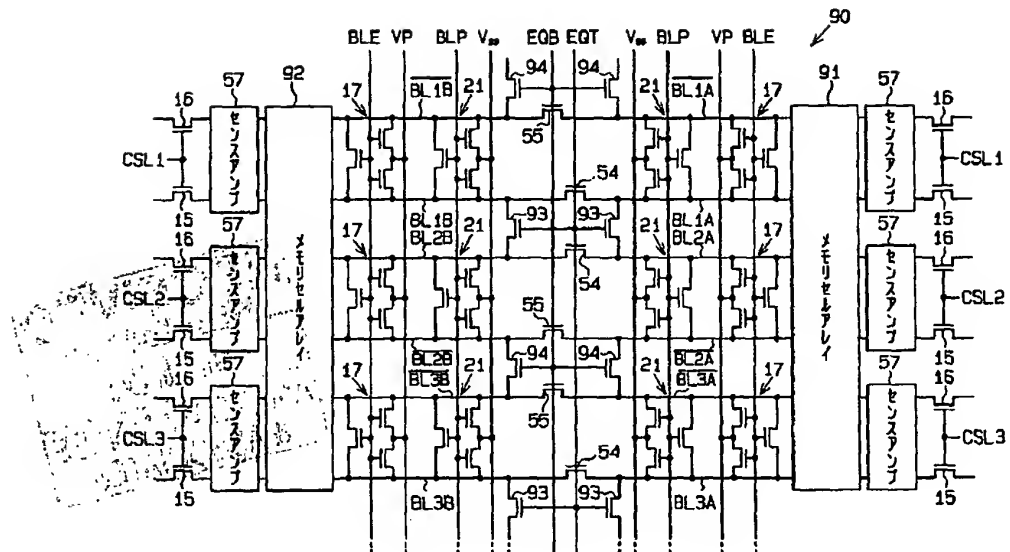 90
BLE VP BLP Vss EQB EQT Vss BLP VP BLE
57 92 17 21 94 94 21 17 91 57
16 BL1B BL1A 16
CSL1 センスアンプ 55 センスアンプ CSL1
54
15 BL1B 93 93 BL1A 15
57 BL2B 21 BL2A 57
16 17 21 17 16
CSL2 センスアンプ メモリセルアレイ 54 メモリセルアレイ センスアンプ CSL2
55
15 BL2B 94 94 BL2A 15
57 17 BL3B 21 21 BL3A 17 57
16 55 16
CSL3 センスアンプ 54 センスアンプ CSL3
15 BL3B 93 93 BL3A 15